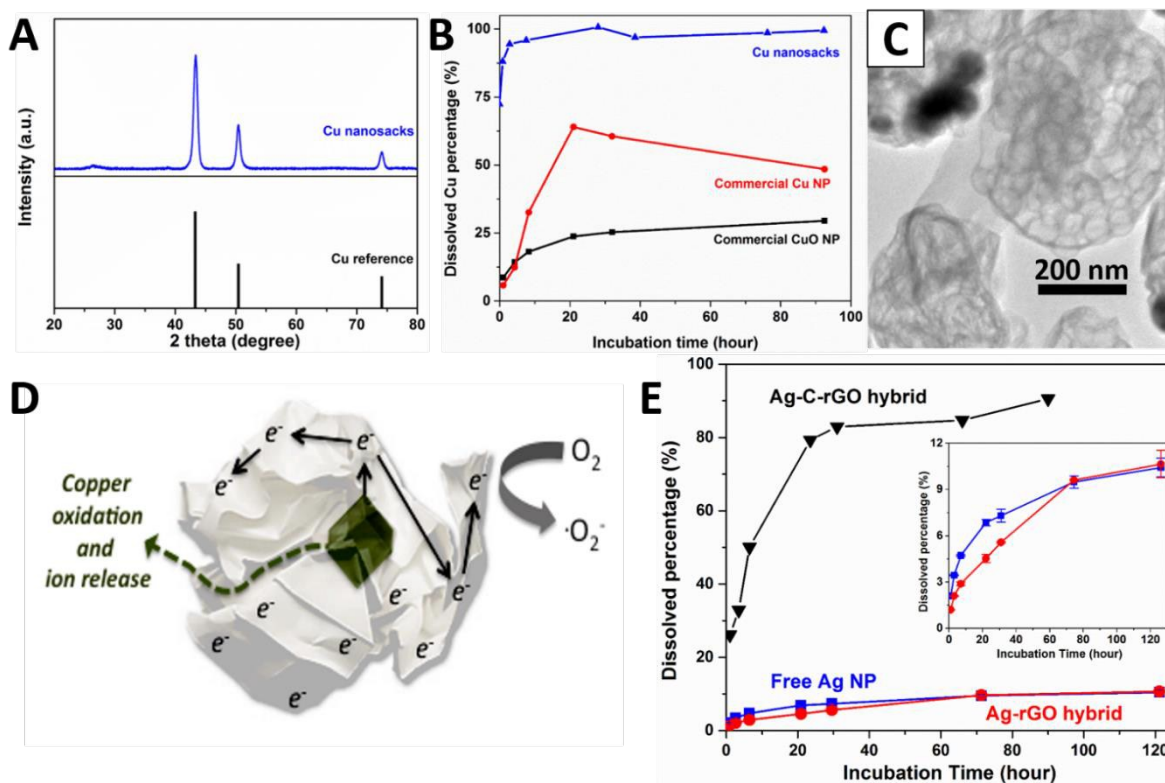 A
Intensity (a.u.)
Cu nanosacks
Cu reference
20 30 40 50 60 70 80
2 theta (degree)
B
Dissolved Cu percentage (%)
100
75
50
25
0
Cu nanosacks
Commercial Cu NP
Commercial CuO NP
0 20 40 60 80 100
Incubation time (hour)
C
200 nm
D
Copper
oxidation
and
ion release
e-
e-
e-
e-
e-
e-
e-
e-
e-
e-
O2
·O2-
E
Dissolved percentage (%)
100
80
60
40
20
0
Ag-C-rGO hybrid
Free Ag NP
Ag-rGO hybrid
0 20 40 60 80 100 120
Incubation Time (hour)
Dissolved percentage (%)
12
9
6
3
0
0 20 40 60 80 100 120
Incubation Time (hour)